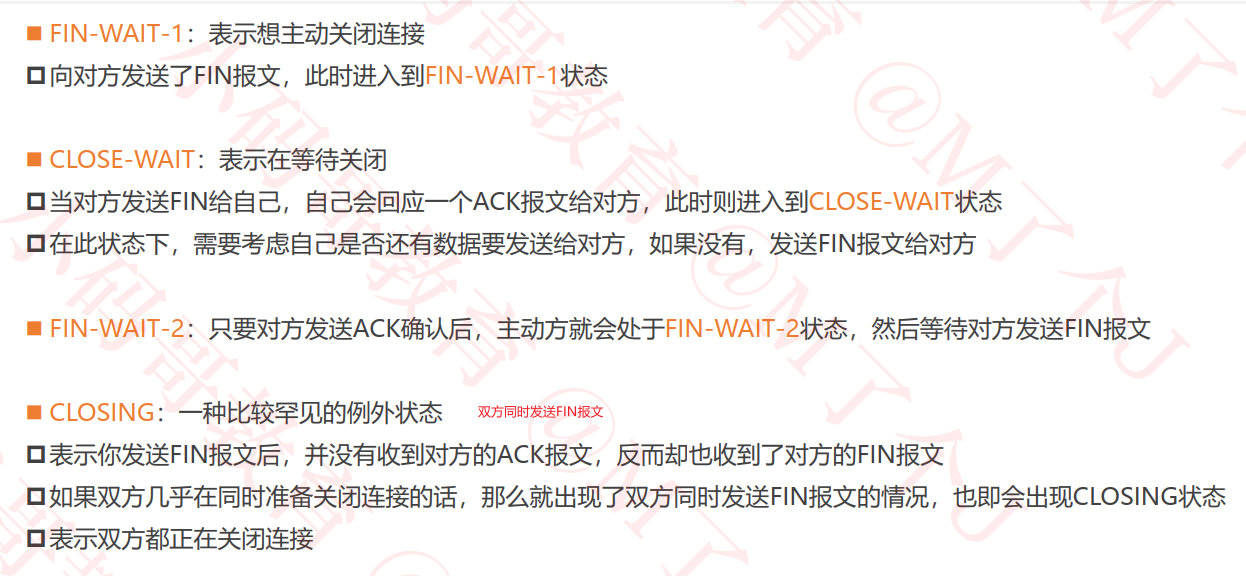 ■ FIN-WAIT-1：表示想主动关闭连接
向对方发送了FIN报文，此时进入到FIN-WAIT-1状态
■ CLOSE-WAIT：表示在等待关闭
当对方发送FIN给自己，自己会回应一个ACK报文给对方，此时则进入到CLOSE-WAIT状态
在此状态下，需要考虑自己是否还有数据要发送给对方，如果没有，发送FIN报文给对方
■ FIN-WAIT-2：只要对方发送ACK确认后，主动方就会处于FIN-WAIT-2状态，然后等待对方发送FIN报文
■ CLOSING：一种比较罕见的例外状态 双方同时发送FIN报文
表示你发送FIN报文后，并没有收到对方的ACK报文，反而却也收到了对方的FIN报文
如果双方几乎在同时准备关闭连接的话，那么就出现了双方同时发送FIN报文的情况，也即会出现CLOSING状态
表示双方都正在关闭连接
小码哥教育 @M了个J